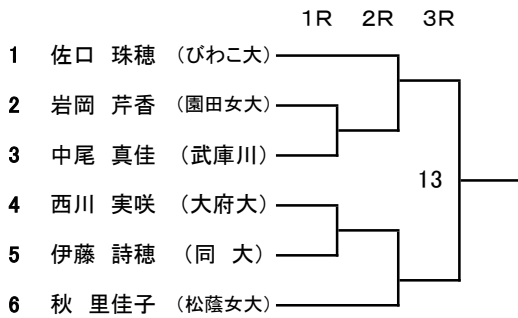 1R 2R 3R
1 佐口 珠穂 (びわこ大)
2 岩岡 芹香 (園田女大)
3 中尾 真佳 (武庫川)
13
4 西川 実咲 (大府大)
5 伊藤 詩穂 (同 大)
6 秋 里佳子 (松蔭女大)